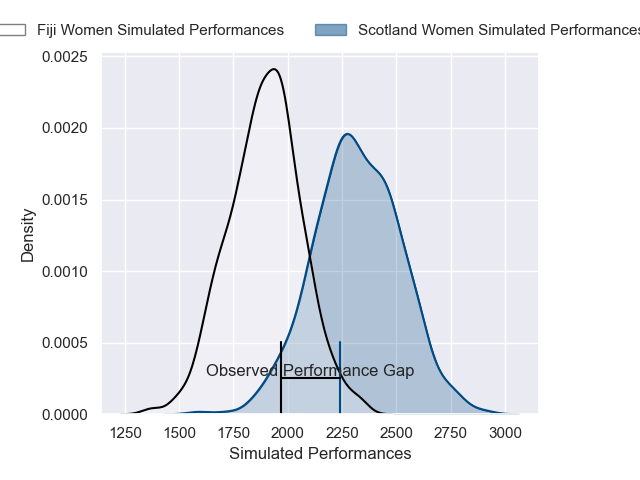 Fiji Women Simulated Performances
Scotland Women Simulated Performances
0.0025
0.0020
0.0015
0.0010
0.0005
0.0000
Density
Observed Performance Gap
1250 1500 1750 2000 2250 2500 2750 3000
Simulated Performances